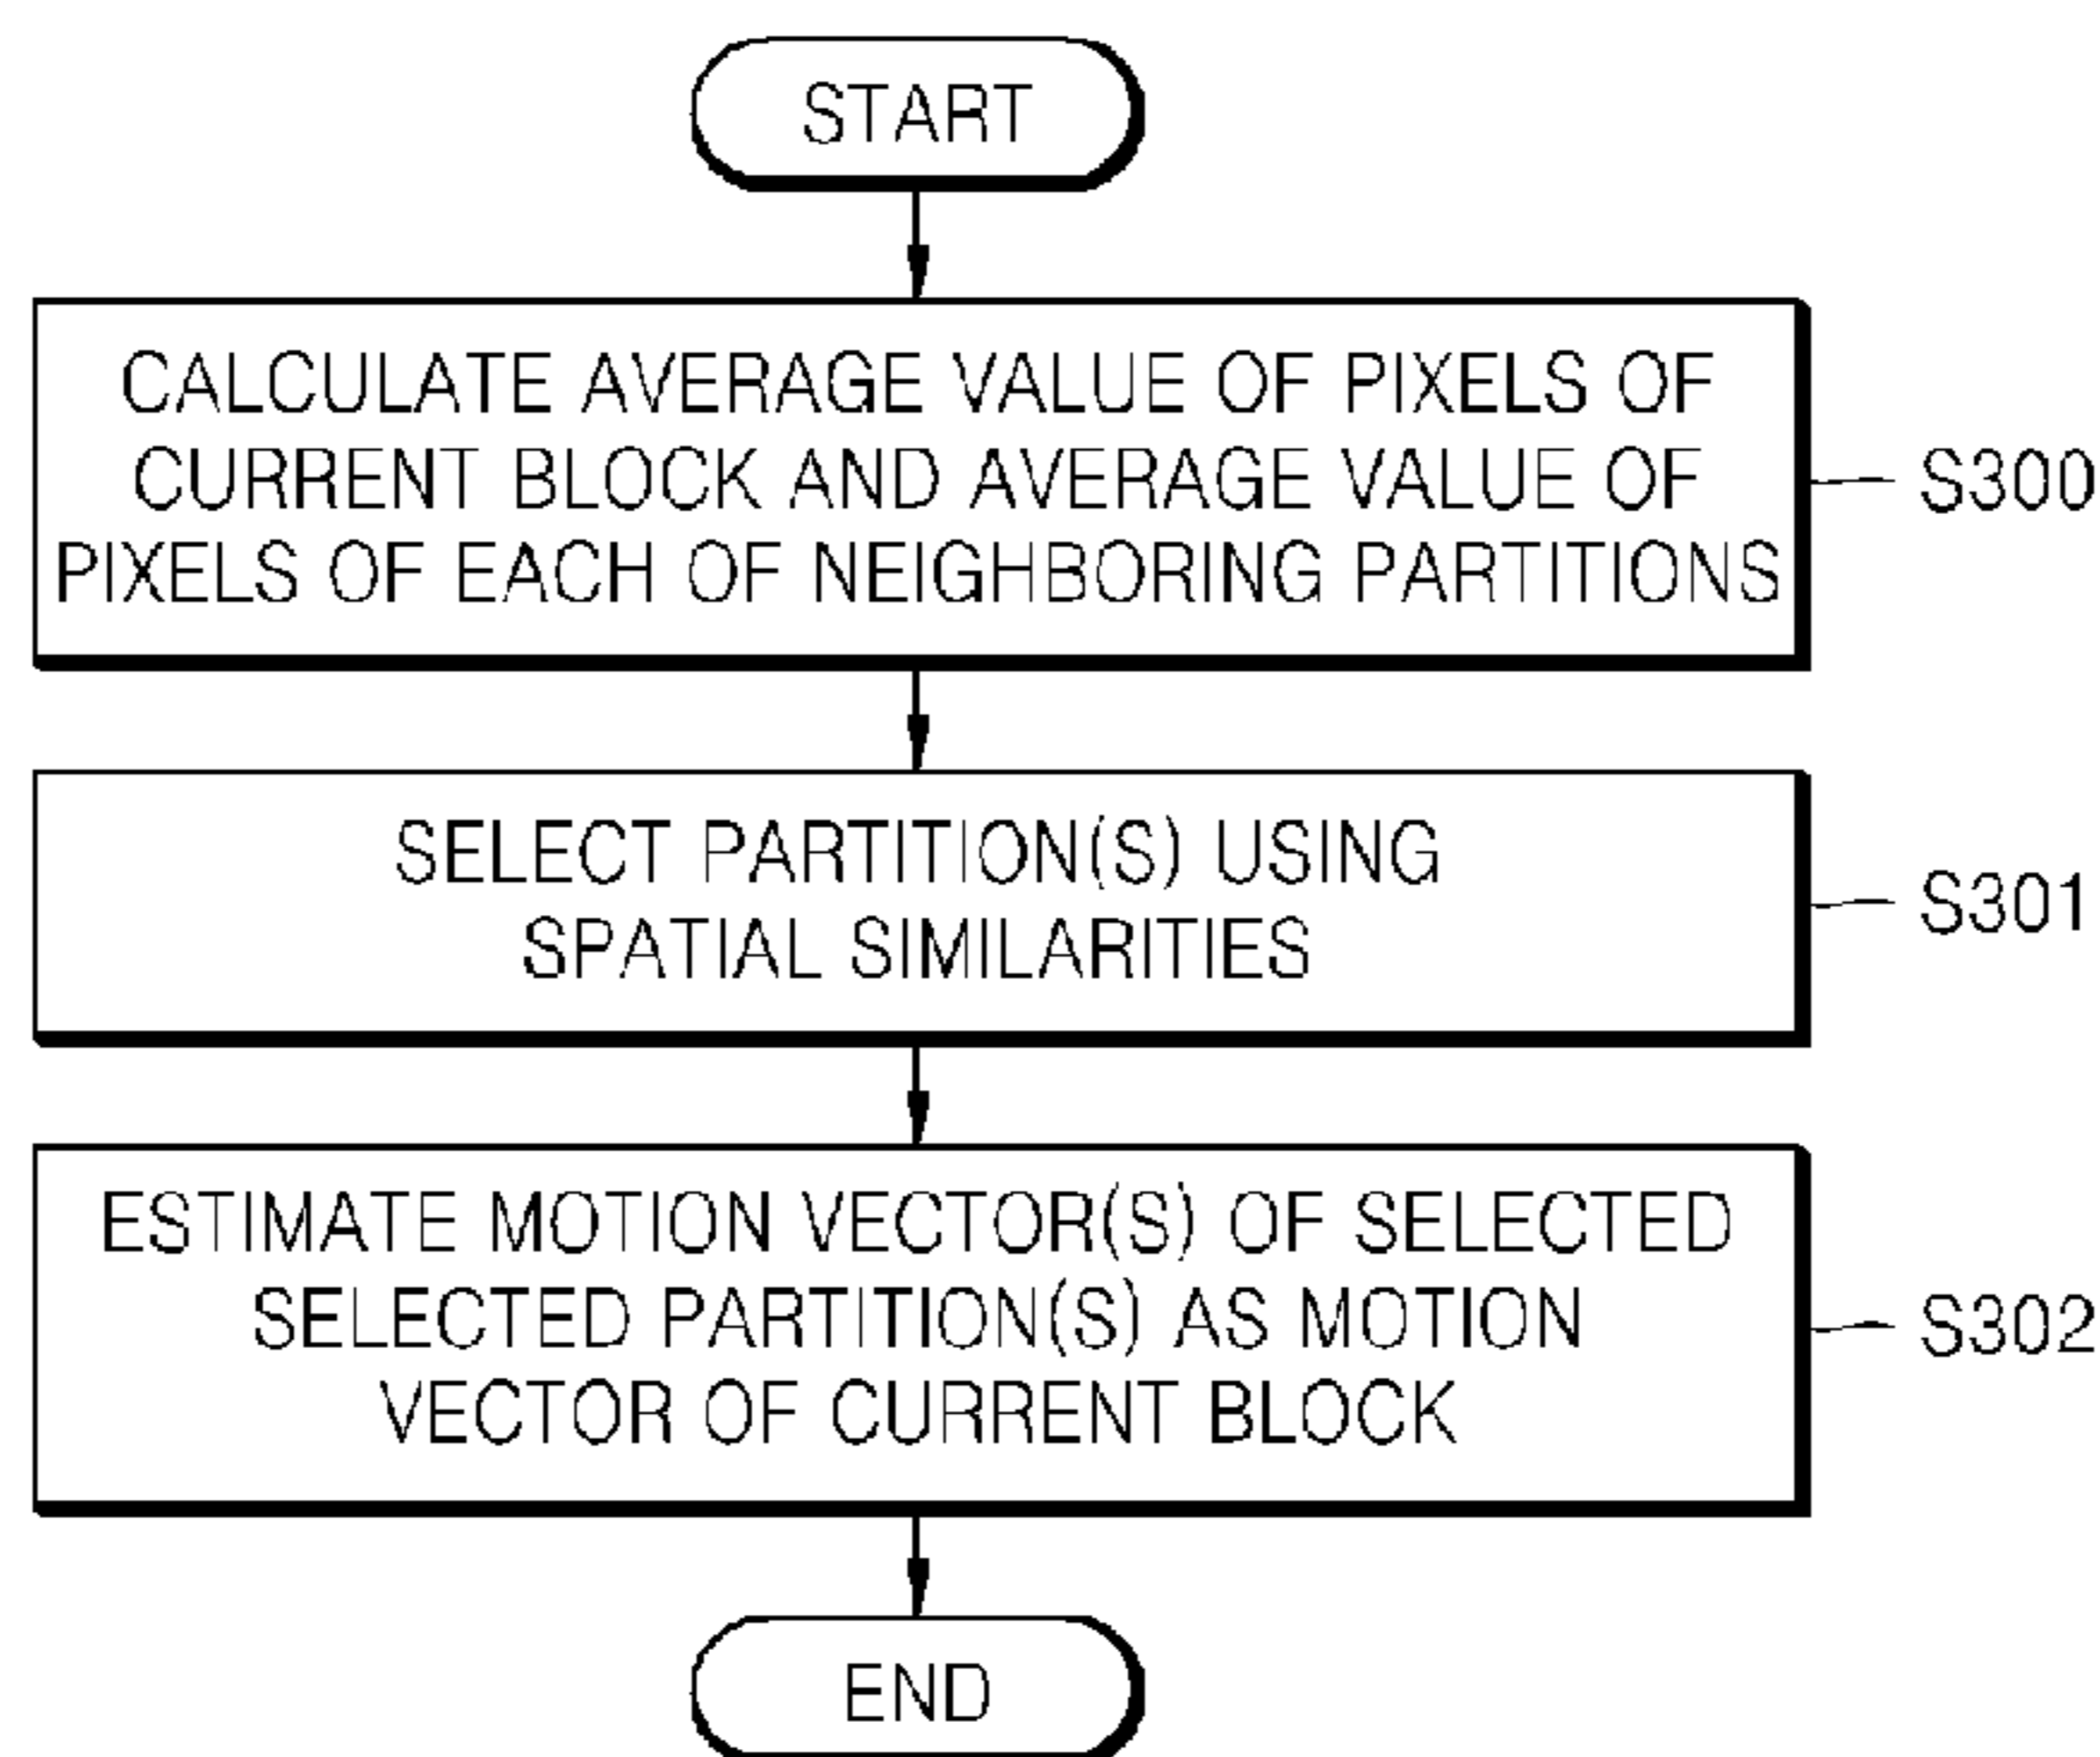 START
CALCULATE AVERAGE VALUE OF PIXELS OF
CURRENT BLOCK AND AVERAGE VALUE OF
PIXELS OF EACH OF NEIGHBORING PARTITIONS
S300
SELECT PARTITION(S) USING
SPATIAL SIMILARITIES
S301
ESTIMATE MOTION VECTOR(S) OF SELECTED
SELECTED PARTITION(S) AS MOTION
VECTOR OF CURRENT BLOCK
S302
END